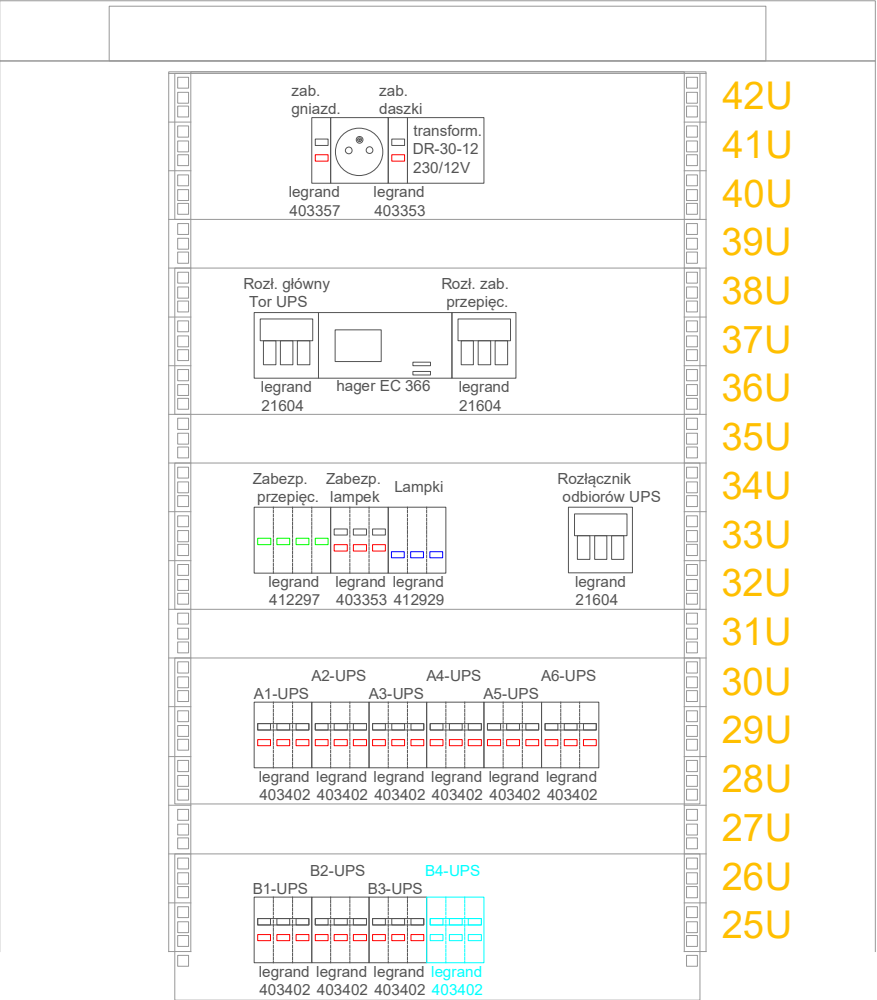 zab. zab.
gniazd. daszki
42U
transform.
DR-30-12
230/12V
41U
legrand legrand
403357 403353
40U
39U
Rozł. główny Rozł. zab.
Tor UPS przepięc.
38U
37U
legrand hager EC 366 legrand
21604 21604
36U
35U
Zabezp. Zabezp. Lampki Rozłącznik
przepięc. lampek odbiorów UPS
34U
33U
legrand legrand legrand legrand
412297 403353 412929 21604
32U
31U
A2-UPS A4-UPS A6-UPS
A1-UPS A3-UPS A5-UPS
30U
29U
legrand legrand legrand legrand legrand legrand
403402 403402 403402 403402 403402 403402
28U
27U
B2-UPS B4-UPS
B1-UPS B3-UPS
26U
25U
legrand legrand legrand legrand
403402 403402 403402 403402